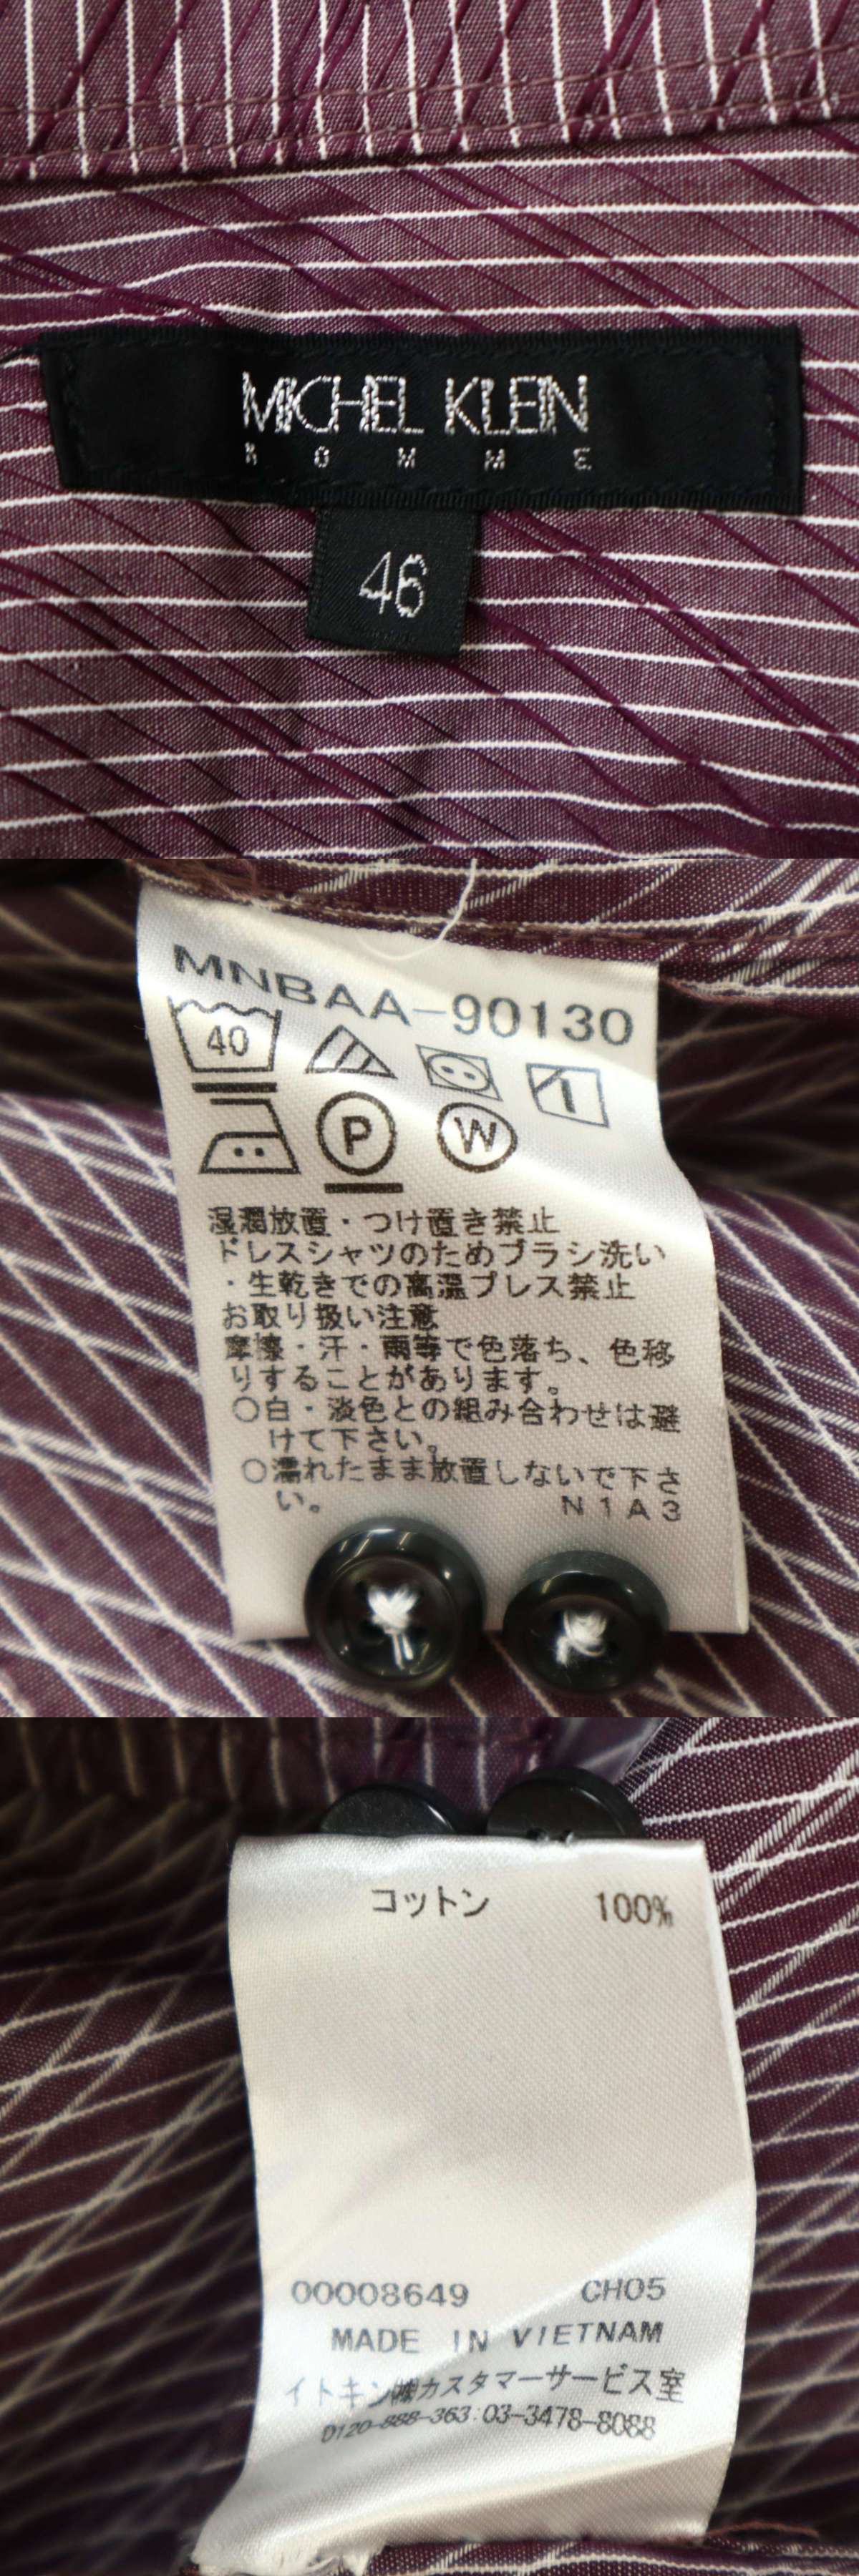 MICHEL KLEIN
HOMME
46
MNBAA-90130
40
P
W
湿潤放置・つけ置き禁止
ドレスシャツのためブラシ洗い
・生乾きでの高温プレス禁止
お取り扱い注意
摩擦・汗・雨等で色落ち、色移
りすることがあります。
○白・淡色との組み合わせは避
けて下さい。
○濡れたまま放置しないで下さ
い。 N1A3
コットン 100%
00008649 CH05
MADE IN VIETNAM
イトキン㈱カスタマーサービス室
0120-888-363:03-3478-8088